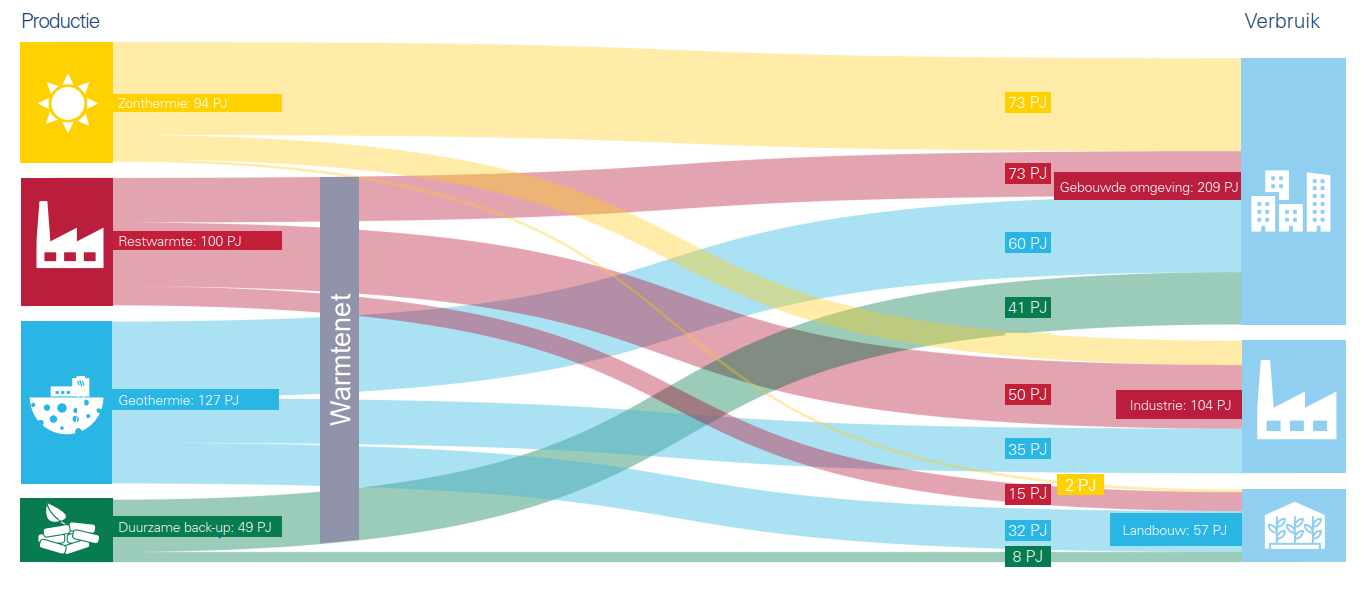 Productie
Verbruik
Zonthermie: 94 PJ
73 PJ
73 PJ
Gebouwde omgeving: 209 PJ
Restwarmte: 100 PJ
60 PJ
41 PJ
Warmtenet
Geothermie: 127 PJ
50 PJ
Industrie: 104 PJ
35 PJ
2 PJ
15 PJ
Duurzame back-up: 49 PJ
32 PJ
Landbouw: 57 PJ
8 PJ